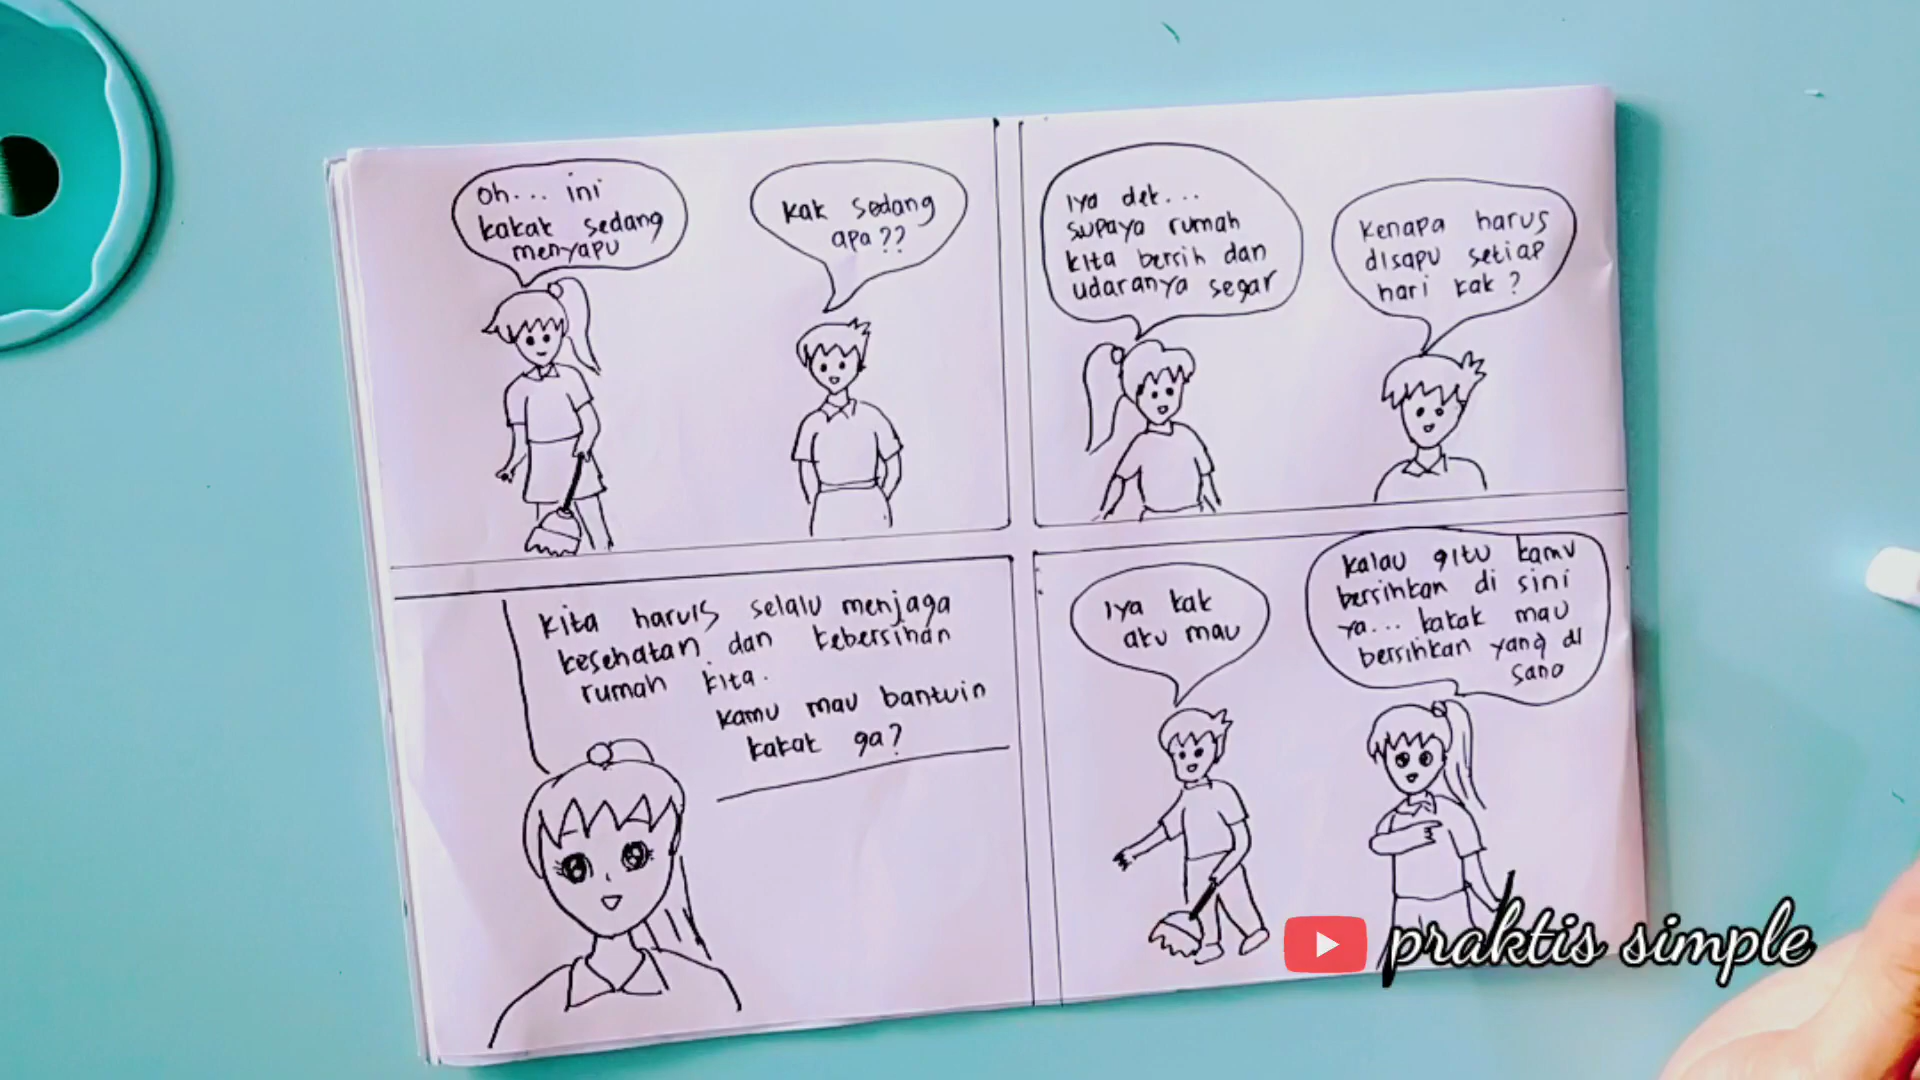 Oh... ini
kakak sedang
menyapu
Kak sedang
apa??
Iya dek...
supaya rumah
kita bersih dan
udaranya segar
Kenapa harus
disapu setiap
hari kak?
Kita harus selalu menjaga
kesehatan dan kebersihan
rumah kita.
Kamu mau bantuin
kakak ga?
Iya kak
aku mau
Kalau gitu kamu
bersihkan di sini
ya... kakak mau
bersihkan yang di
sana
praktis simple